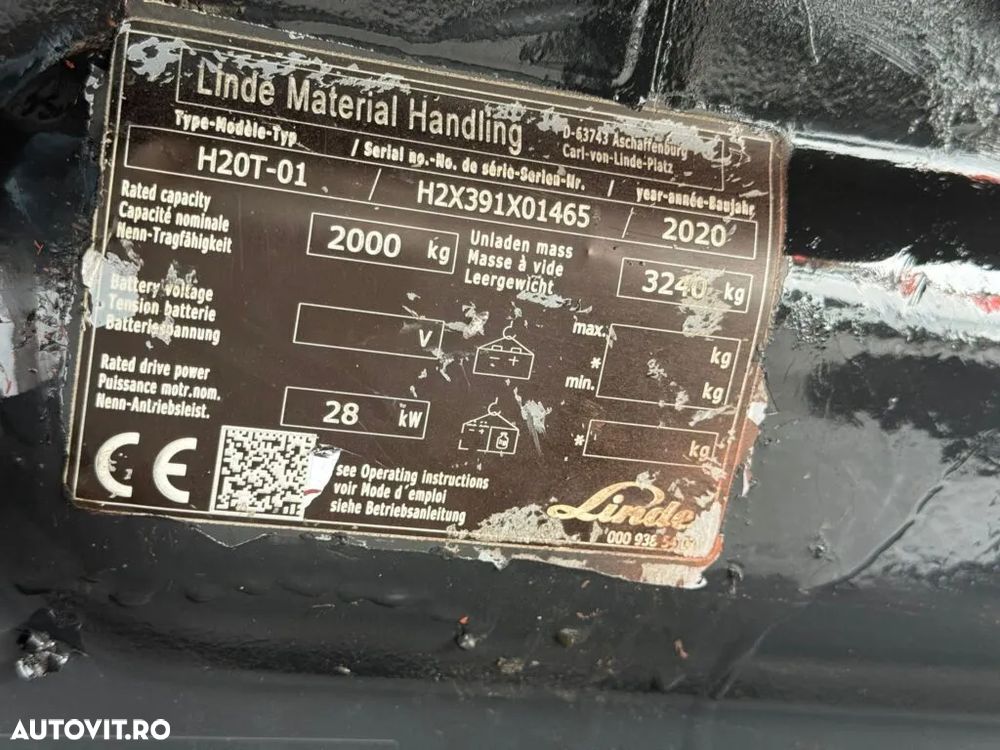 Linde Material Handling
D-63743 Aschaffenburg
Carl-von-Linde-Platz
Type-Modèle-Typ / Serial no.-No. de série-Serien-Nr. / year-année-Baujahr
H20T-01 / H2X391X01465 / 2020
Rated capacity
Capacité nominale
Nenn-Tragfähigkeit
2000 kg
Unladen mass
Masse à vide
Leergewicht
3240 kg
Battery voltage
Tension batterie
Batteriespannung
V
- +
max. kg
*
min. kg
Rated drive power
Puissance motr.nom.
Nenn-Antriebsleist.
28 kW
- +
* kg
CE
see Operating instructions
voir Mode d'emploi
siehe Betriebsanleitung
Linde
000 938
AUTOVIT.RO